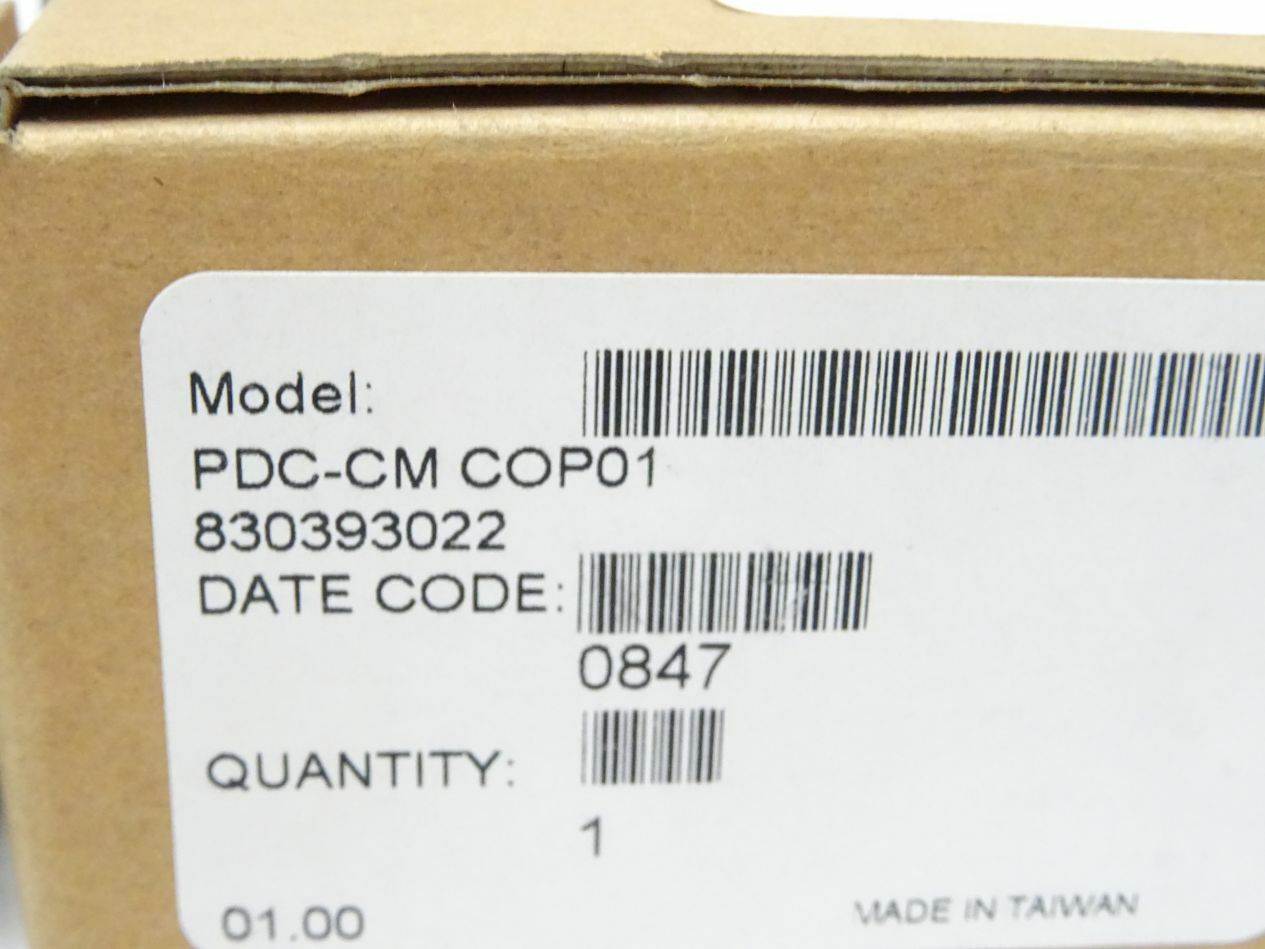 Model:
PDC-CM COP01
830393022
DATE CODE:
0847
QUANTITY:
1
01.00
MADE IN TAIWAN